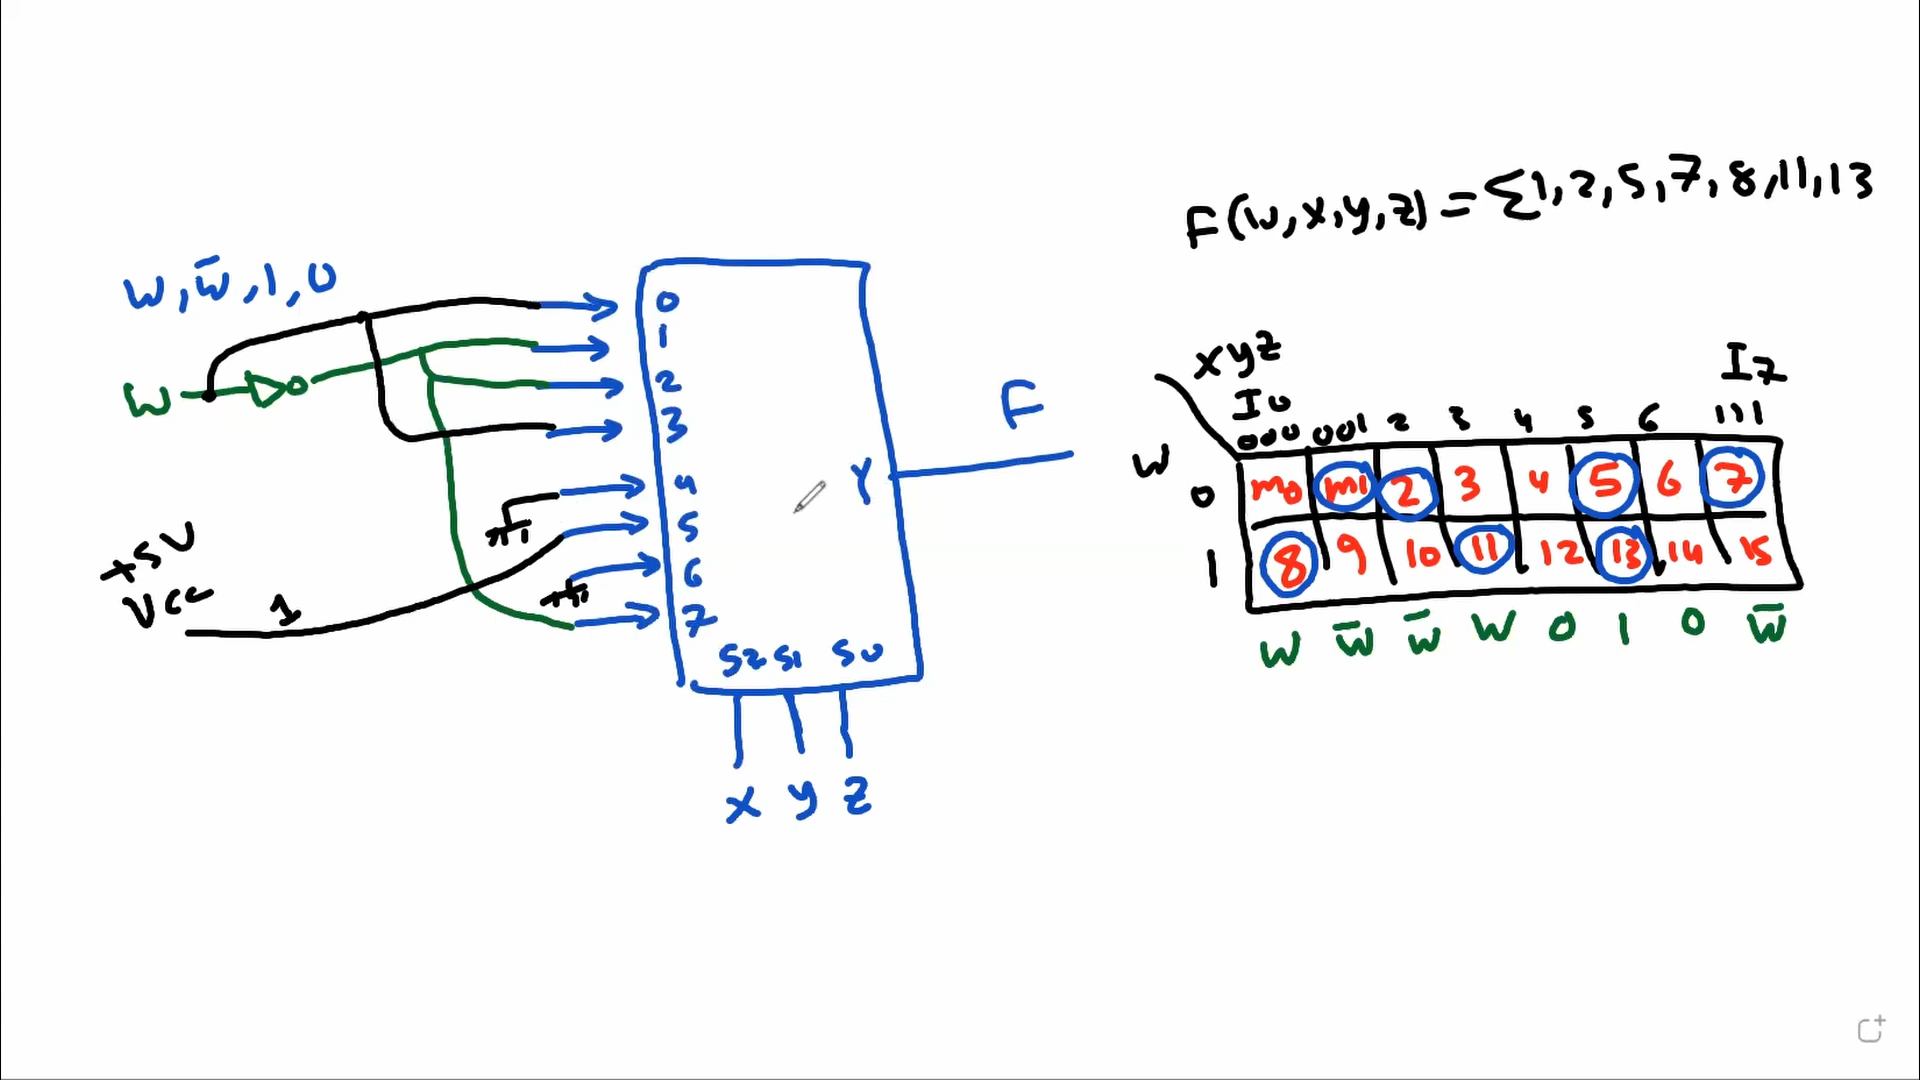 F(w,x,y,z) = Σ1,2,5,7,8,11,13
w, w̄, 1, 0
w
+5V
Vcc 1
0
1
2
3
4
5
6
7
S2 S1 S0
Y
F
x y z
xyz
I0 I7
000 001 2 3 4 5 6 111
w
0 m0 m1 2 3 4 5 6 7
1 8 9 10 11 12 13 14 15
w w̄ w̄ w 0 1 0 w̄